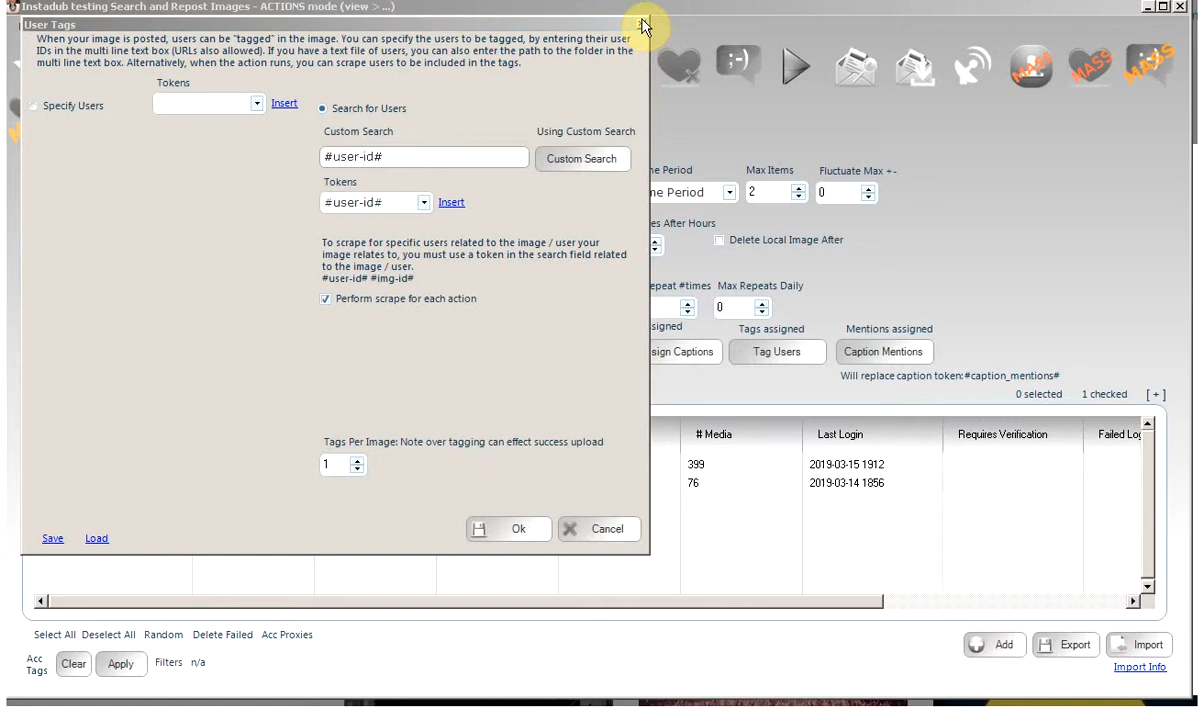 Instadub testing Search and Repost Images - ACTIONS mode (view > ...)
User Tags
When your image is posted, users can be "tagged" in the image. You can specify the users to be tagged, by entering their user
IDs in the multi line text box (URLs also allowed). If you have a text file of users, you can also enter the path to the folder in the
multi line text box. Alternatively, when the action runs, you can scrape users to be included in the tags.
;-)
MASS
MASS
MASS
Tokens
Specify Users
Insert
Search for Users
Custom Search
Using Custom Search
#user-id#
Custom Search
Tokens
#user-id#
Insert
To scrape for specific users related to the image / user your
image relates to, you must use a token in the search field related
to the image / user.
#user-id# #img-id#
Perform scrape for each action
Tags Per Image: Note over tagging can effect success upload
1
Ok
Cancel
Save
Load
Period
Max Items
Fluctuate Max +-
Period
2
0
After Hours
Delete Local Image After
#times
Max Repeats Daily
0
Tags assigned
Mentions assigned
Captions
Tag Users
Caption Mentions
Will replace caption token:#caption_mentions#
0 selected
1 checked
[ + ]
# Media
Last Login
Requires Verification
Failed
399
2019-03-15 1912
76
2019-03-14 1856
Select All
Deselect All
Random
Delete Failed
Acc Proxies
Acc
Tags
Clear
Apply
Filters
n/a
Add
Export
Import
Import Info